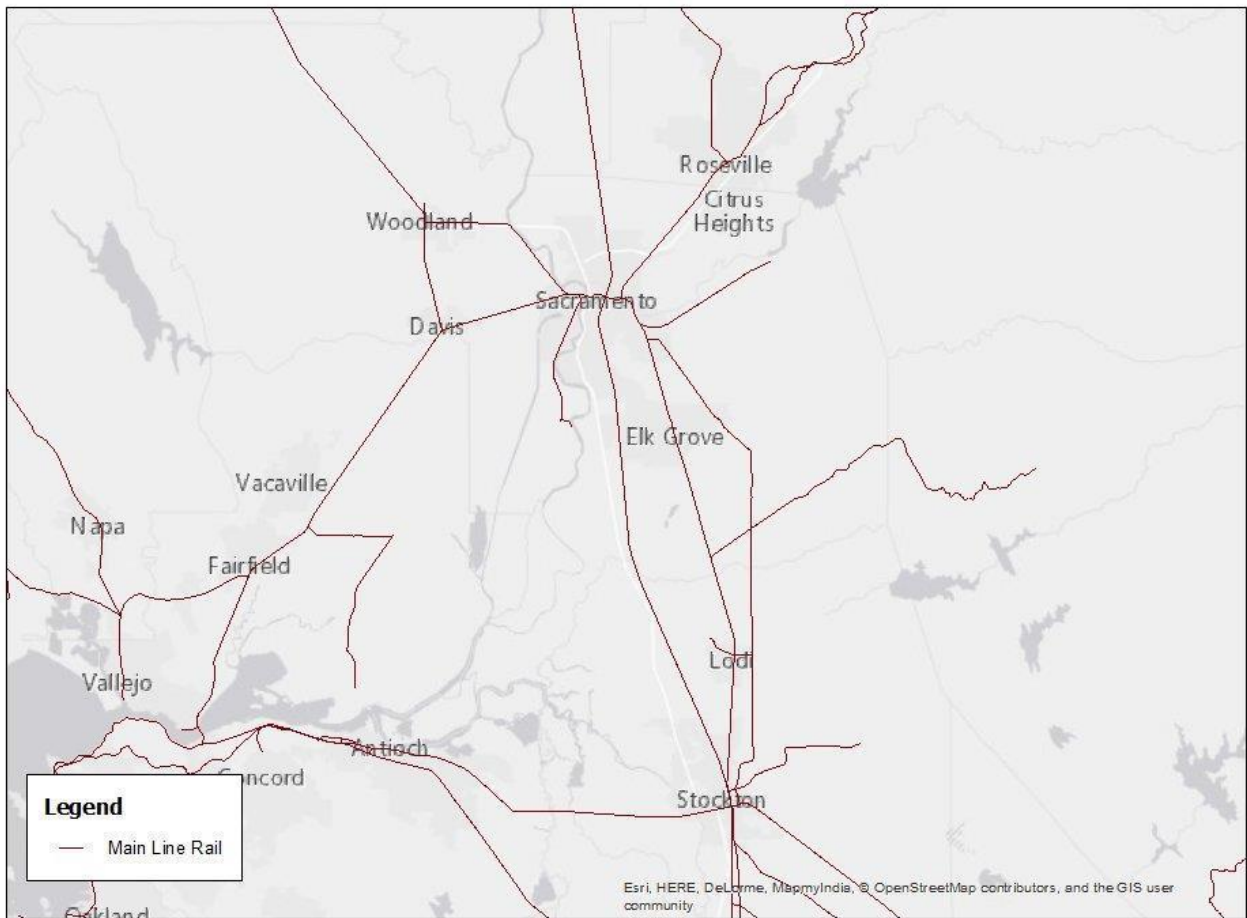 Roseville
Citrus
Heights
Woodland
Sacramento
Davis
Elk Grove
Vacaville
Napa
Fairfield
Lodi
Vallejo
Antioch
Concord
Stockton
Legend
Main Line Rail
Esri, HERE, DeLorme, MapmyIndia, © OpenStreetMap contributors, and the GIS user
community
Oakland